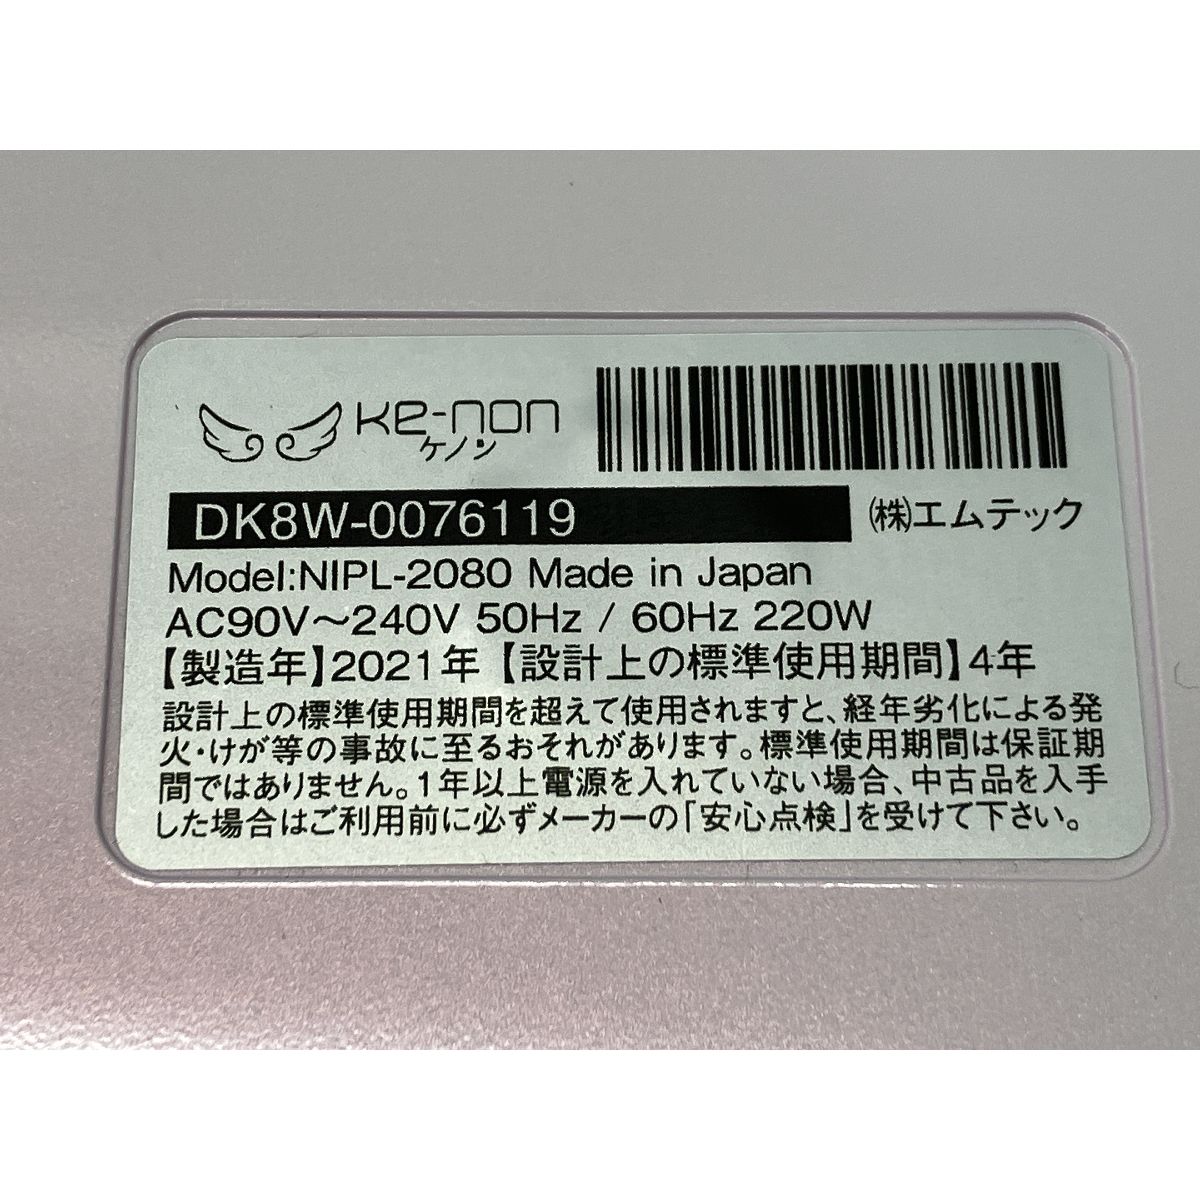 Ke-non
ケノン
DK8W-0076119
㈱エムテック
Model:NIPL-2080 Made in Japan
AC90V～240V 50Hz / 60Hz 220W
【製造年】2021年【設計上の標準使用期間】4年
設計上の標準使用期間を超えて使用されますと、経年劣化による発
火・けが等の事故に至るおそれがあります。標準使用期間は保証期
間ではありません。1年以上電源を入れていない場合、中古品を入手
した場合はご利用前に必ずメーカーの「安心点検」を受けて下さい。